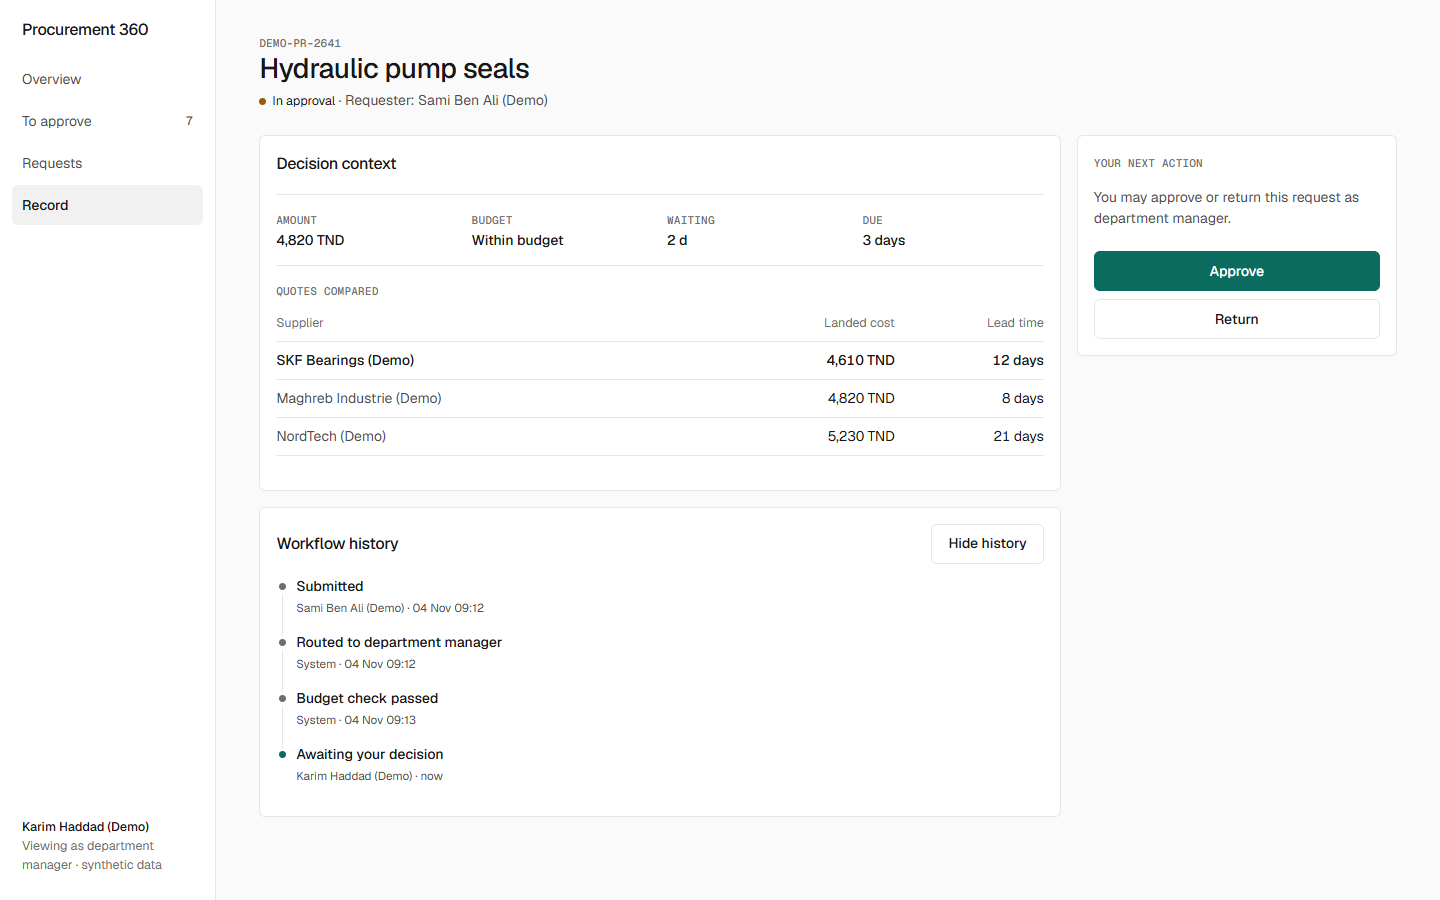 Procurement 360
Overview
To approve 7
Requests
Record
Karim Haddad (Demo)
Viewing as department
manager · synthetic data
DEMO-PR-2641
Hydraulic pump seals
In approval · Requester: Sami Ben Ali (Demo)
Decision context
AMOUNT BUDGET WAITING DUE
4,820 TND Within budget 2 d 3 days
QUOTES COMPARED
Supplier Landed cost Lead time
SKF Bearings (Demo) 4,610 TND 12 days
Maghreb Industrie (Demo) 4,820 TND 8 days
NordTech (Demo) 5,230 TND 21 days
Workflow history
Hide history
Submitted
Sami Ben Ali (Demo) · 04 Nov 09:12
Routed to department manager
System · 04 Nov 09:12
Budget check passed
System · 04 Nov 09:13
Awaiting your decision
Karim Haddad (Demo) · now
YOUR NEXT ACTION
You may approve or return this request as
department manager.
Approve
Return